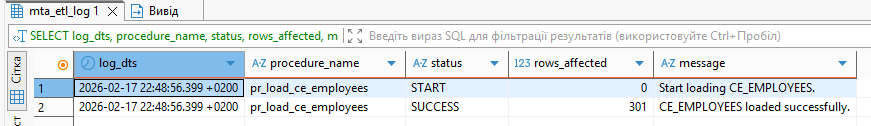 mta_etl_log 1 Вивід
SELECT log_dts, procedure_name, status, rows_affected, m Введіть вираз SQL для фільтрації результатів (використовуйте Ctrl+Пробіл)
Сітка log_dts A-Z procedure_name A-Z status 123 rows_affected A-Z message
1 2026-02-17 22:48:56.399 +0200 pr_load_ce_employees START 0 Start loading CE_EMPLOYEES.
2 2026-02-17 22:48:56.399 +0200 pr_load_ce_employees SUCCESS 301 CE_EMPLOYEES loaded successfully.